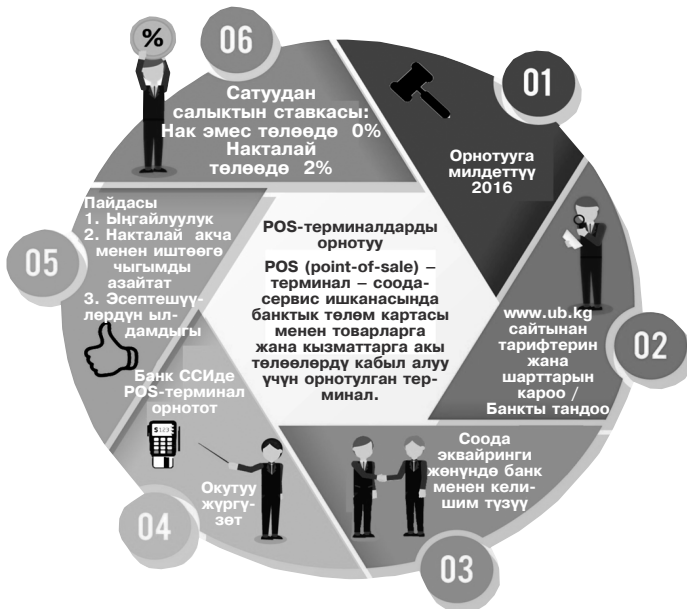 01
Орнотууга
милдеттүү
2016
02
www.ub.kg
сайтынан
тарифтерин
жана
шарттарын
кароо /
Банкты тандоо
03
Соода
эквайринги
жөнүндө банк
менен кели-
шим түзүү
04
Банк ССИде
POS-терминал
орнотот
Окутуу
жүргү-
зөт
05
Пайдасы
1. Ыңгайлуулук
2. Накталай акча
менен иштөөгө
чыгымды
азайтат
3. Эсептешүү-
лөрдүн ыл-
дамдыгы
06
%
Сатуудан
салыктын ставкасы:
Нак эмес төлөөдө 0%
Накталай
төлөөдө 2%
POS-терминалдарды
орнотуу
POS (point-of-sale) –
терминал – соода-
сервис ишканасында
банктык төлөм картасы
менен товарларга
жана кызматтарга акы
төлөөлөрдү кабыл алуу
үчүн орнотулган тер-
минал.